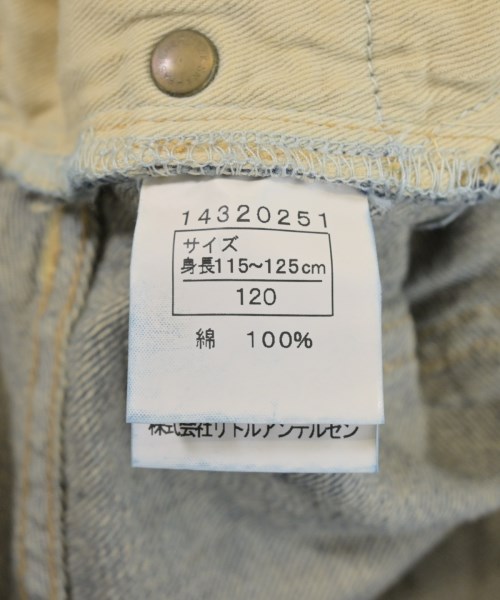 14320251
サイズ
身長115~125cm
120
綿 100%
株式会社リトルアンデルセン